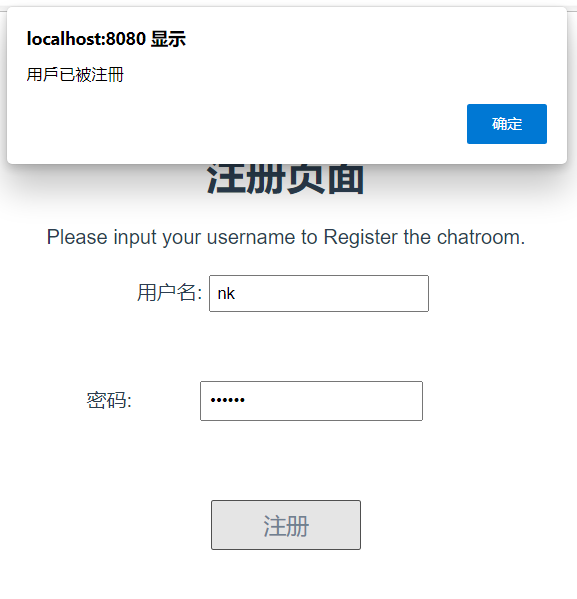 localhost:8080 显示
用戶已被注冊
确定
注册页面
Please input your username to Register the chatroom.
用户名: nk
密码: ••••••
注册